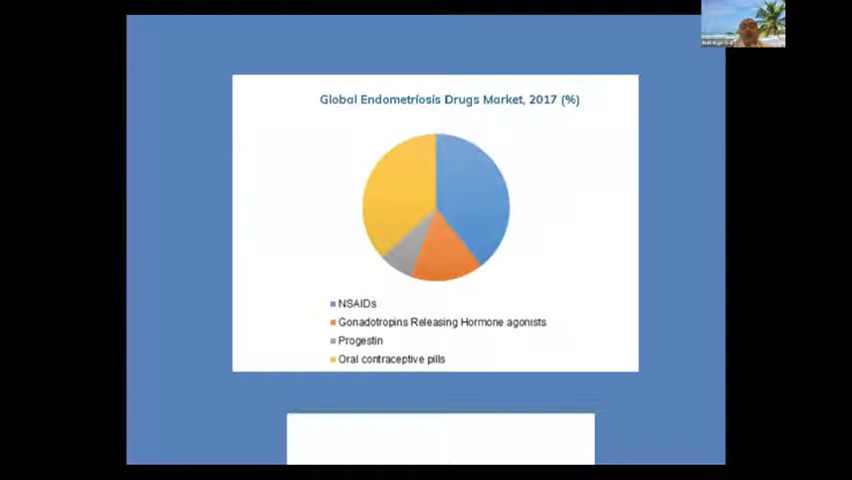 Global Endometriosis Drugs Market, 2017 (%)
NSAIDs
Gonadotropins Releasing Hormone agonists
Progestin
Oral contraceptive pills